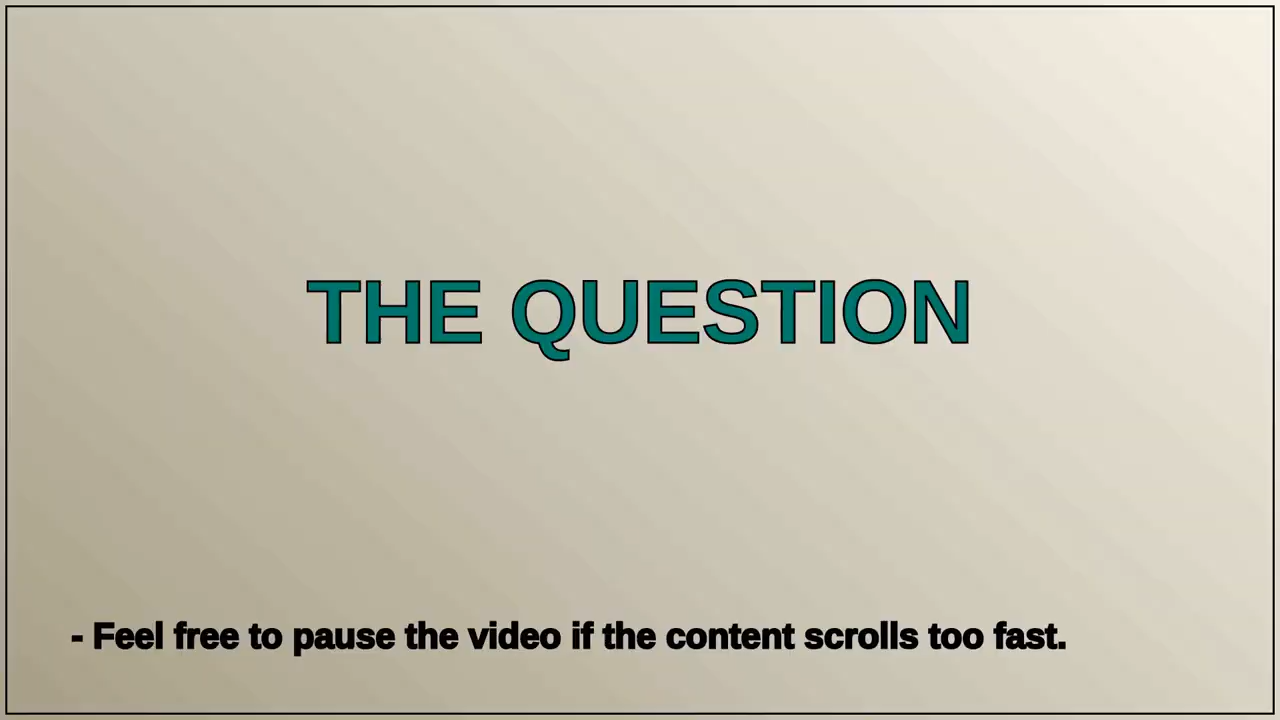 THE QUESTION
- Feel free to pause the video if the content scrolls too fast.